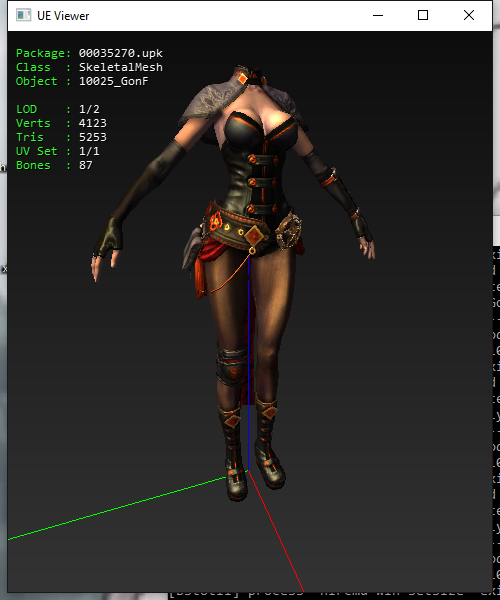 UE Viewer
Package: 00035270.upk
Class : SkeletalMesh
Object : 10025_GonF
LOD : 1/2
Verts : 4123
Tris : 5253
UV Set : 1/1
Bones : 87